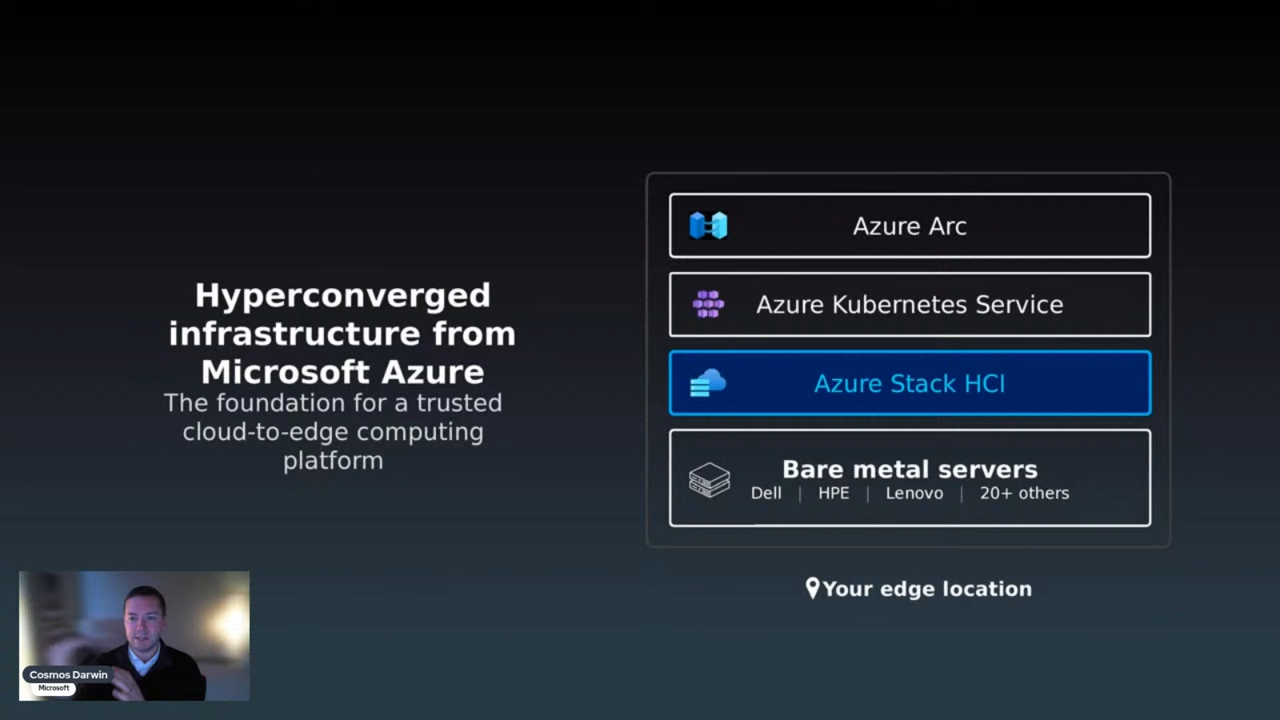 Hyperconverged
infrastructure from
Microsoft Azure
The foundation for a trusted
cloud-to-edge computing
platform
Azure Arc
Azure Kubernetes Service
Azure Stack HCI
Bare metal servers
Dell | HPE | Lenovo | 20+ others
Your edge location
Cosmos Darwin
Microsoft